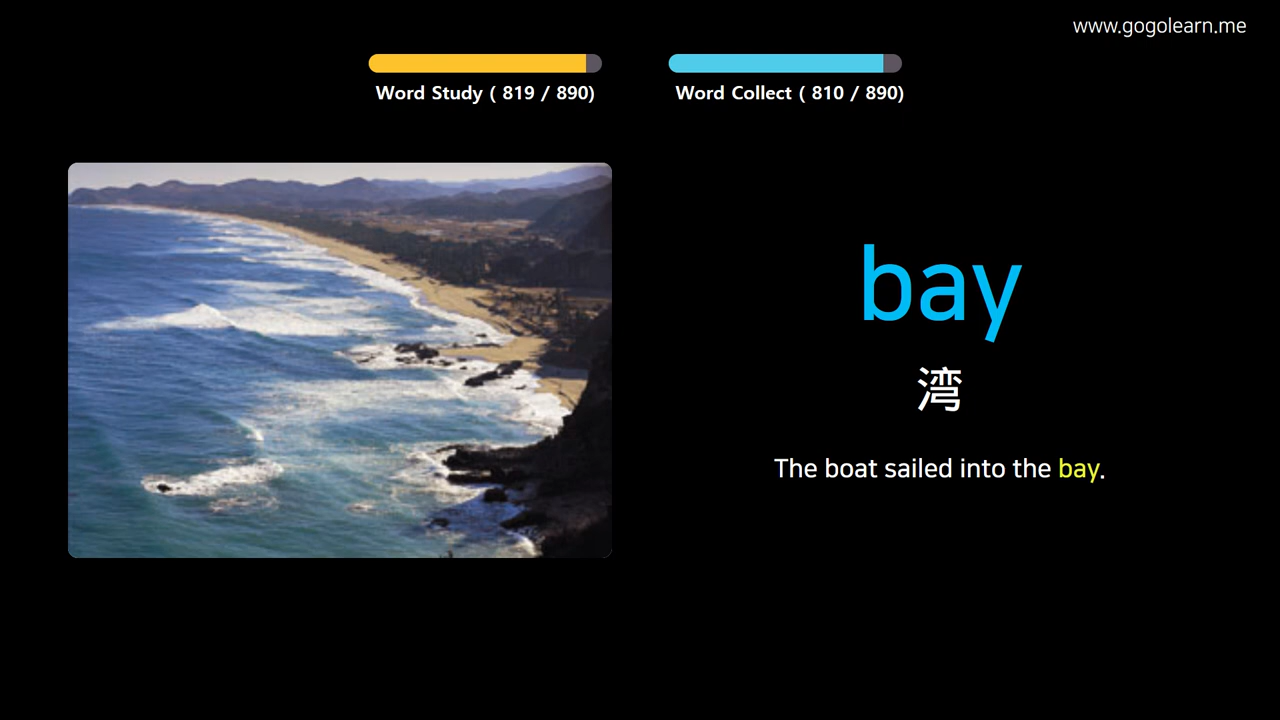 www.gogolearn.me
Word Study ( 819 / 890)
Word Collect ( 810 / 890)
bay
湾
The boat sailed into the bay.